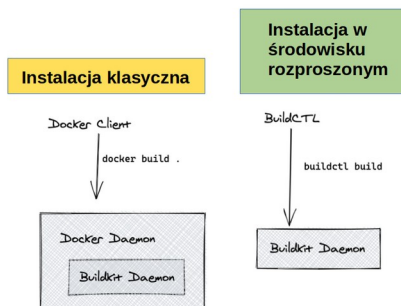 Instalacja klasyczna
Docker Client
docker build .
Docker Daemon
Buildkit Daemon
Instalacja w
środowisku
rozproszonym
BuildCTL
buildctl build
Buildkit Daemon